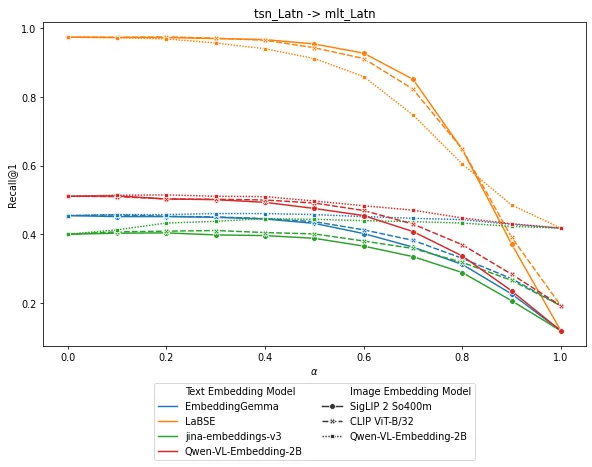 tsn_Latn -> mlt_Latn
Recall@1
1.0
0.8
0.6
0.4
0.2
0.0 0.2 0.4 0.6 0.8 1.0
α
Text Embedding Model Image Embedding Model
EmbeddingGemma SigLIP 2 So400m
LaBSE CLIP ViT-B/32
jina-embeddings-v3 Qwen-VL-Embedding-2B
Qwen-VL-Embedding-2B